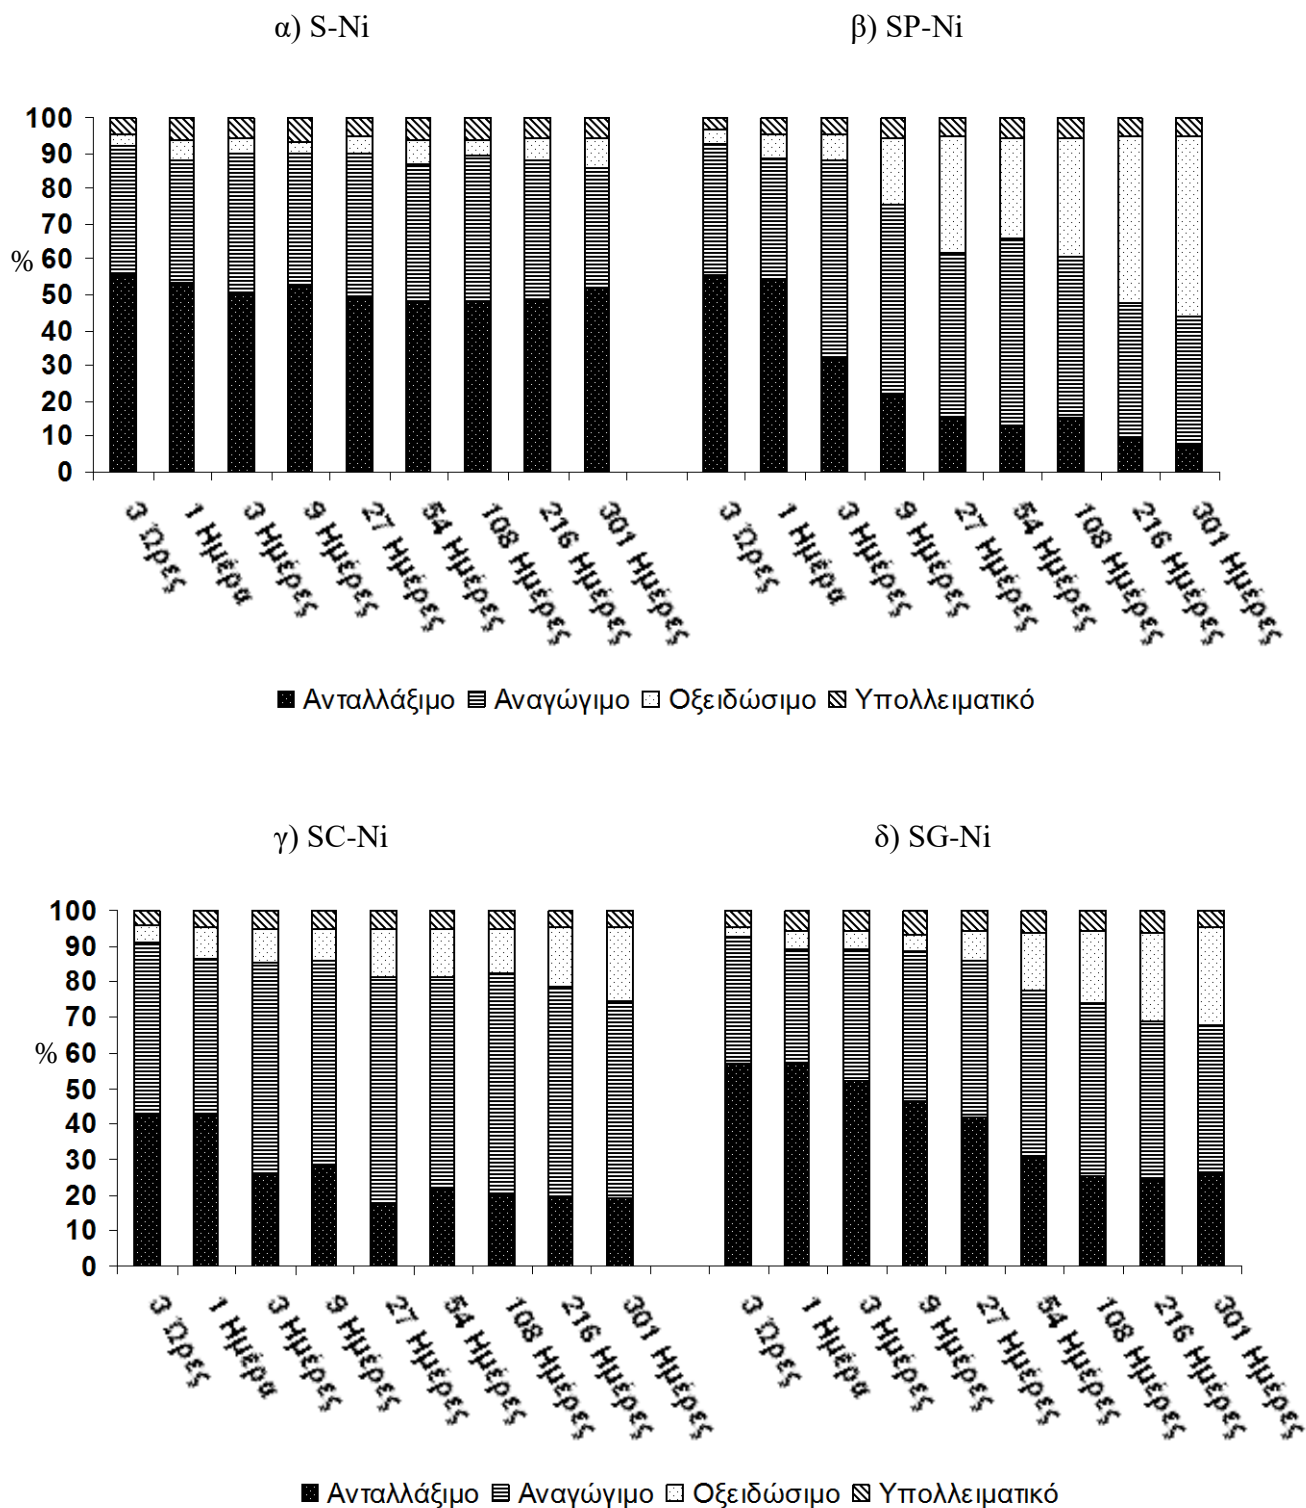 α) S-Ni
β) SP-Ni
100
90
80
70
60
50
40
30
20
10
0
%
3 Ώρες
1 Ημέρα
3 Ημέρες
9 Ημέρες
27 Ημέρες
54 Ημέρες
108 Ημέρες
216 Ημέρες
301 Ημέρες
3 Ώρες
1 Ημέρα
3 Ημέρες
9 Ημέρες
27 Ημέρες
54 Ημέρες
108 Ημέρες
216 Ημέρες
301 Ημέρες
Ανταλλάξιμο Αναγώγιμο Οξειδώσιμο Υπολλειματικό
γ) SC-Ni
δ) SG-Ni
100
90
80
70
60
50
40
30
20
10
0
%
3 Ώρες
1 Ημέρα
3 Ημέρες
9 Ημέρες
27 Ημέρες
54 Ημέρες
108 Ημέρες
216 Ημέρες
301 Ημέρες
3 Ώρες
1 Ημέρα
3 Ημέρες
9 Ημέρες
27 Ημέρες
54 Ημέρες
108 Ημέρες
216 Ημέρες
301 Ημέρες
Ανταλλάξιμο Αναγώγιμο Οξειδώσιμο Υπολλειματικό